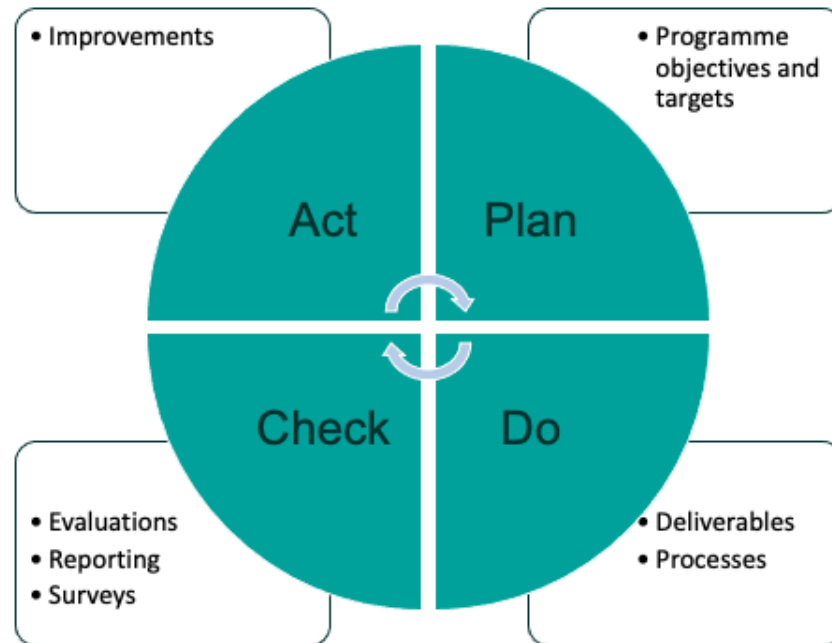 • Improvements
• Programme
objectives and
targets
Act
Plan
Check
Do
• Evaluations
• Reporting
• Surveys
• Deliverables
• Processes